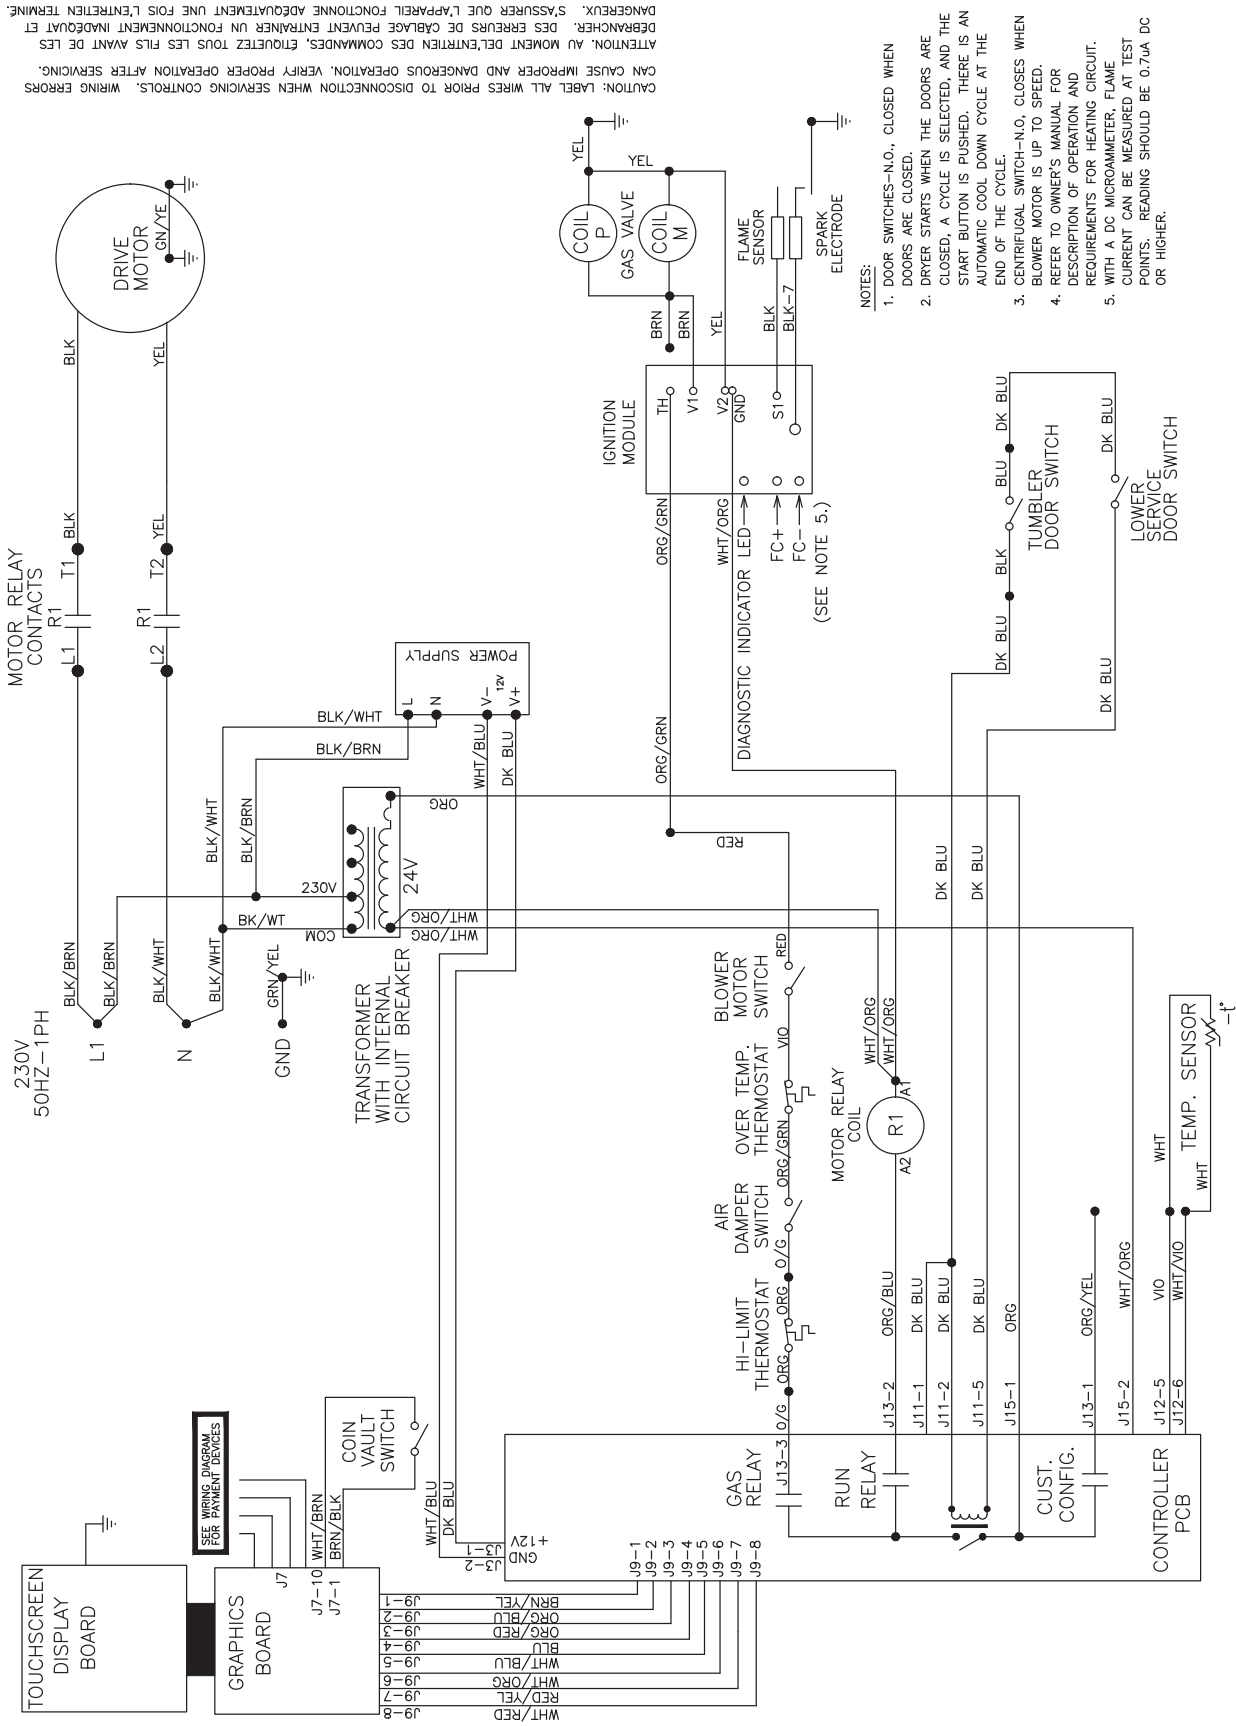 CAUTION: LABEL ALL WIRES PRIOR TO DISCONNECTION WHEN SERVICING CONTROLS. WIRING ERRORS
CAN CAUSE IMPROPER AND DANGEROUS OPERATION. VERIFY PROPER OPERATION AFTER SERVICING.
ATTENTION. AU MOMENT DEL'ENTRETIEN DES COMMANDES, ÉTIQUETEZ TOUS LES FILS AVANT DE LES
DÉBRANCHER. DES ERREURS DE CÂBLAGE PEUVENT ENTRAÎNER UN FONCTIONNEMENT INADÉQUAT ET
DANGEREUX. S'ASSURER QUE L'APPAREIL FONCTIONNE ADÉQUATEMENT UNE FOIS L'ENTRETIEN TERMINÉ.
230V
50HZ-1PH
L1
N
GND
BLK/BRN
BLK/BRN
BLK/WHT
BLK/WHT
GRN/YEL
MOTOR RELAY
CONTACTS
R1
L1
T1
R1
L2
T2
BLK
YEL
BLK
YEL
DRIVE
MOTOR
GN/YE
BLK/WHT
BLK/BRN
BK/WT
230V
COM
24V
ORG
WHT/ORG
WHT/ORG
TRANSFORMER
WITH INTERNAL
CIRCUIT BREAKER
BLK/WHT
BLK/BRN
POWER SUPPLY
L
N
V-
12V
V+
WHT/BLU
DK BLU
TOUCHSCREEN
DISPLAY
BOARD
GRAPHICS
BOARD
SEE WIRING DIAGRAM
FOR PAYMENT DEVICES
J7
J7-10
J7-1
WHT/BRN
BRN/BLK
COIN
VAULT
SWITCH
WHT/BLU
DK BLU
J3-1
+12V
J3-2
GND
J9-1
J9-2
J9-3
J9-4
J9-5
J9-6
J9-7
J9-8
BRN/YEL
ORG/BLU
ORG/RED
BLU
WHT/BLU
WHT/ORG
RED/YEL
WHT/RED
J9-1
J9-2
J9-3
J9-4
J9-5
J9-6
J9-7
J9-8
GAS
RELAY
J13-3
O/G
RUN
RELAY
CUST.
CONFIG.
CONTROLLER
PCB
J13-2
J11-1
J11-2
J11-5
J15-1
J13-1
J15-2
J12-5
J12-6
ORG/BLU
DK BLU
DK BLU
DK BLU
ORG
ORG/YEL
WHT/ORG
VIO
WHT/VIO
HI-LIMIT
THERMOSTAT
ORG
ORG
O/G
AIR
DAMPER
SWITCH
ORG/GRN
OVER TEMP.
THERMOSTAT
VIO
BLOWER
MOTOR
SWITCH
RED
RED
MOTOR RELAY
COIL
R1
A1
A2
WHT/ORG
WHT/ORG
WHT
WHT
TEMP. SENSOR
-t°
DK BLU
DK BLU
DK BLU
BLK
BLU
DK BLU
TUMBLER
DOOR SWITCH
DK BLU
DK BLU
LOWER
SERVICE
DOOR SWITCH
ORG/GRN
ORG/GRN
WHT/ORG
DIAGNOSTIC INDICATOR LED
FC+
FC-
(SEE NOTE 5.)
IGNITION
MODULE
TH
V1
V2
GND
S1
BRN
BRN
YEL
BLK
BLK-7
COIL
P
GAS VALVE
COIL
M
YEL
YEL
FLAME
SENSOR
SPARK
ELECTRODE
NOTES:
1. DOOR SWITCHES-N.O., CLOSED WHEN
DOORS ARE CLOSED.
2. DRYER STARTS WHEN THE DOORS ARE
CLOSED, A CYCLE IS SELECTED, AND THE
START BUTTON IS PUSHED. THERE IS AN
AUTOMATIC COOL DOWN CYCLE AT THE
END OF THE CYCLE.
3. CENTRIFUGAL SWITCH-N.O, CLOSES WHEN
BLOWER MOTOR IS UP TO SPEED.
4. REFER TO OWNER'S MANUAL FOR
DESCRIPTION OF OPERATION AND
REQUIREMENTS FOR HEATING CIRCUIT.
5. WITH A DC MICROAMMETER, FLAME
CURRENT CAN BE MEASURED AT TEST
POINTS. READING SHOULD BE 0.7uA DC
OR HIGHER.